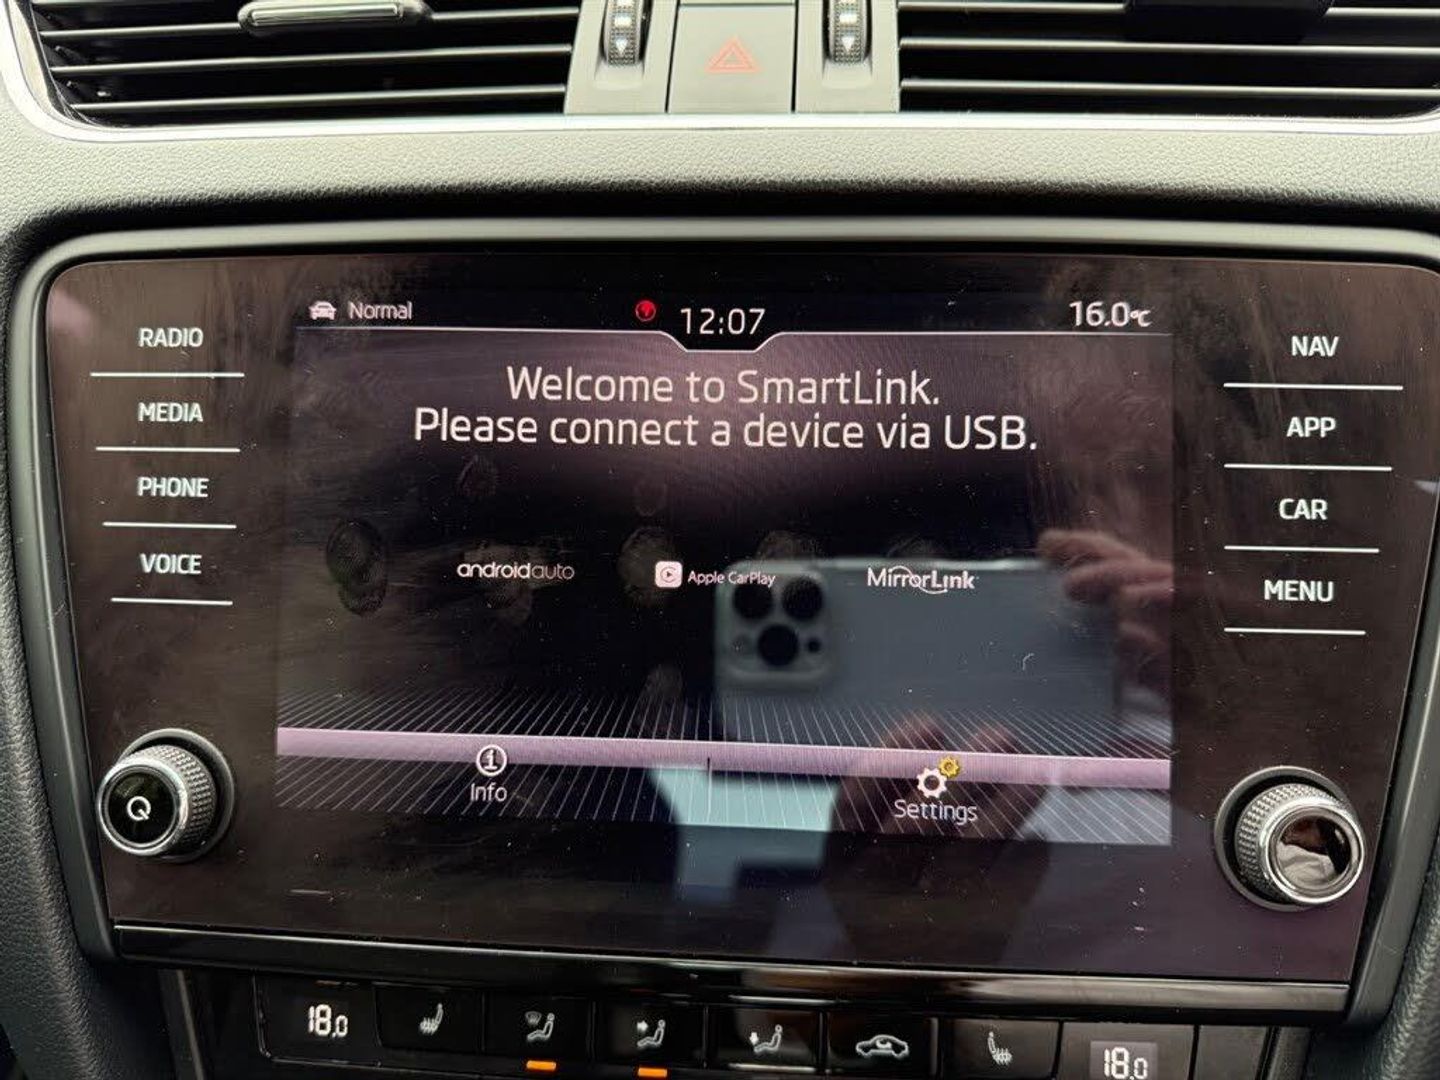 Normal 12:07 16.0°C
Welcome to SmartLink.
Please connect a device via USB.
androidauto Apple CarPlay MirrorLink
Info Settings
RADIO
MEDIA
PHONE
VOICE
NAV
APP
CAR
MENU
18.0 18.0